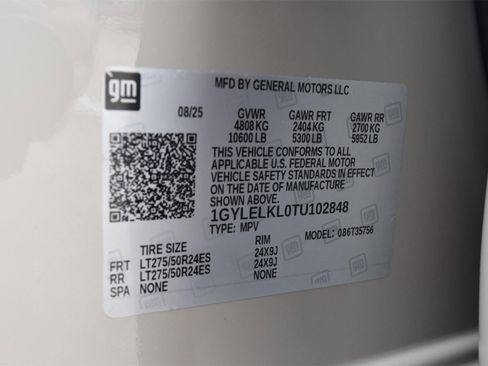 gm
MFD BY GENERAL MOTORS LLC
08/25 GVWR GAWR FRT GAWR RR
4808 KG 2404 KG 2700 KG
10600 LB 5300 LB 5952 LB
THIS VEHICLE CONFORMS TO ALL
APPLICABLE U.S. FEDERAL MOTOR
VEHICLE SAFETY STANDARDS IN EFFECT
ON THE DATE OF MANUFACTURE
SHOWN ABOVE.
1GYLELKL0TU102848
TYPE: MPV MODEL: 086T35756
TIRE SIZE RIM
FRT LT275/50R24ES 24X9J
RR LT275/50R24ES 24X9J
SPA NONE NONE